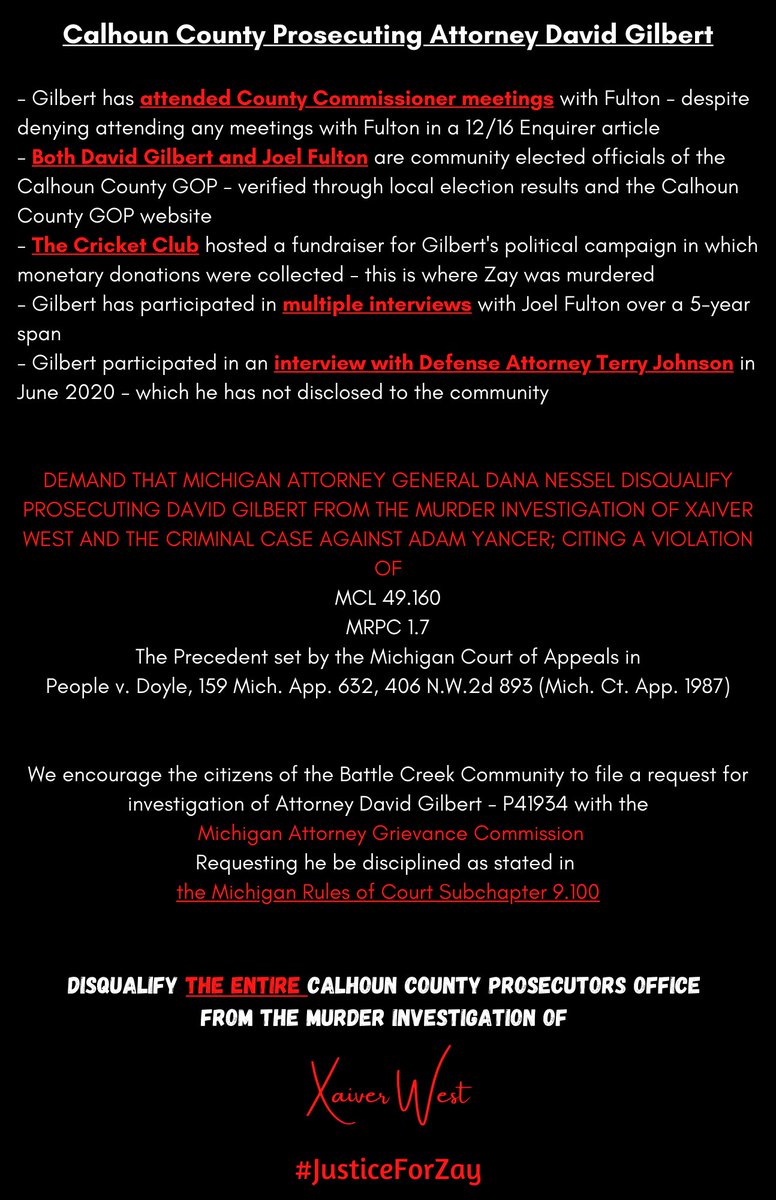 Calhoun County Prosecuting Attorney David Gilbert
- Gilbert has attended County Commissioner meetings with Fulton - despite
denying attending any meetings with Fulton in a 12/16 Enquirer article
- Both David Gilbert and Joel Fulton are community elected officials of the
Calhoun County GOP - verified through local election results and the Calhoun
County GOP website
- The Cricket Club hosted a fundraiser for Gilbert's political campaign in which
monetary donations were collected - this is where Zay was murdered
- Gilbert has participated in multiple interviews with Joel Fulton over a 5-year
span
- Gilbert participated in an interview with Defense Attorney Terry Johnson in
June 2020 - which he has not disclosed to the community
DEMAND THAT MICHIGAN ATTORNEY GENERAL DANA NESSEL DISQUALIFY
PROSECUTING DAVID GILBERT FROM THE MURDER INVESTIGATION OF XAIVER
WEST AND THE CRIMINAL CASE AGAINST ADAM YANCER; CITING A VIOLATION
OF
MCL 49.160
MRPC 1.7
The Precedent set by the Michigan Court of Appeals in
People v. Doyle, 159 Mich. App. 632, 406 N.W.2d 893 (Mich. Ct. App. 1987)
We encourage the citizens of the Battle Creek Community to file a request for
investigation of Attorney David Gilbert - P41934 with the
Michigan Attorney Grievance Commission
Requesting he be disciplined as stated in
the Michigan Rules of Court Subchapter 9.100
DISQUALIFY THE ENTIRE CALHOUN COUNTY PROSECUTORS OFFICE
FROM THE MURDER INVESTIGATION OF
Xaiver West
#JusticeForZay